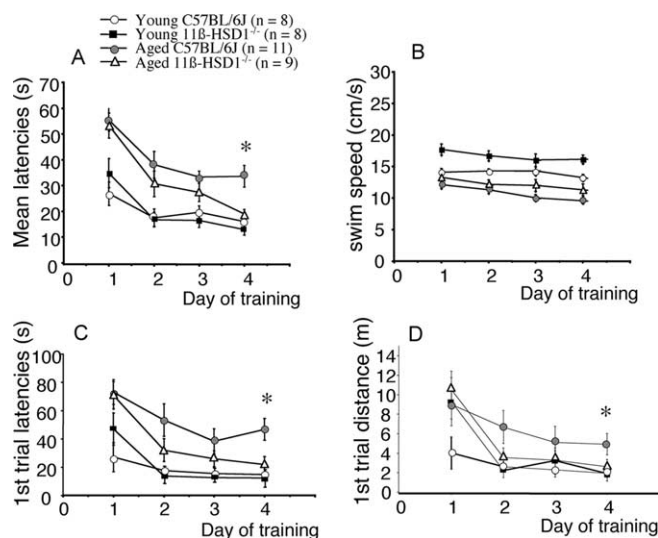 Young C57BL/6J (n = 8)
Young 11ß-HSD1-/- (n = 8)
Aged C57BL/6J (n = 11)
Aged 11ß-HSD1-/- (n = 9)
A
Mean latencies (s)
70
60
50
40
30
20
10
0
*
0 1 2 3 4
Day of training
B
swim speed (cm/s)
30
25
20
15
10
5
0
0 1 2 3 4
Day of training
C
1st trial latencies (s)
100
80
60
40
20
0
*
0 1 2 3 4
Day of training
D
1st trial distance (m)
14
12
10
8
6
4
2
0
*
0 1 2 3 4
Day of training